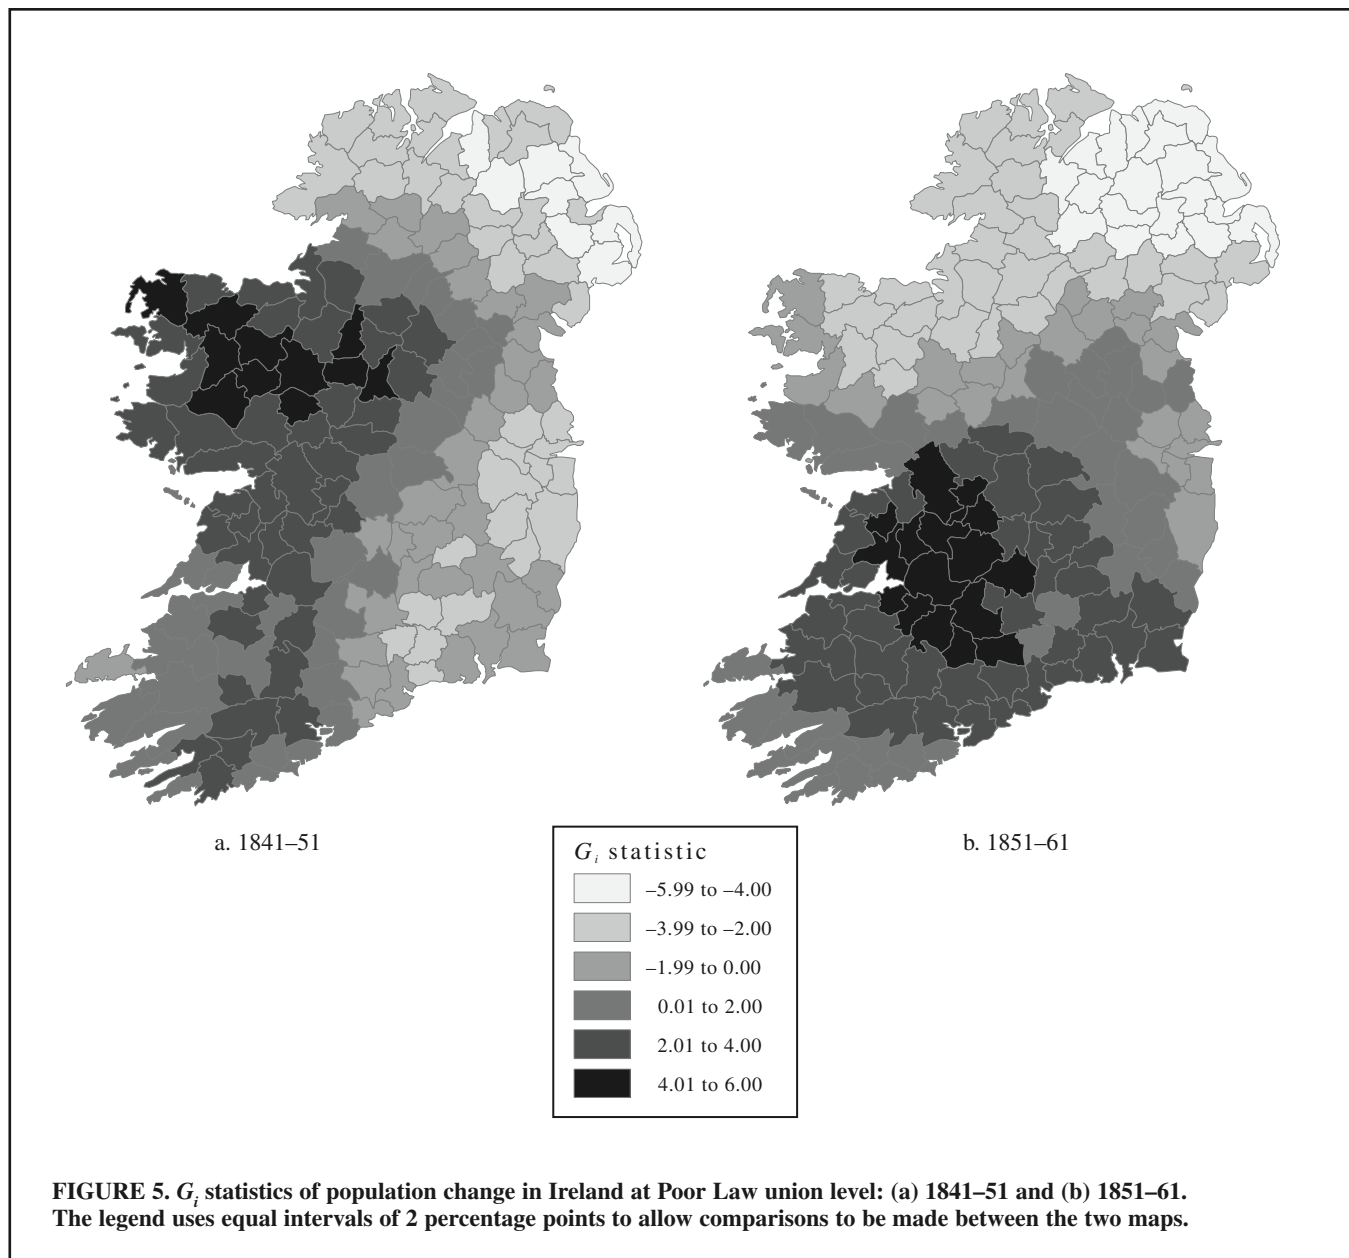 a. 1841–51
b. 1851–61
Gi statistic
–5.99 to –4.00
–3.99 to –2.00
–1.99 to 0.00
0.01 to 2.00
2.01 to 4.00
4.01 to 6.00
FIGURE 5. Gi statistics of population change in Ireland at Poor Law union level: (a) 1841–51 and (b) 1851–61.
The legend uses equal intervals of 2 percentage points to allow comparisons to be made between the two maps.